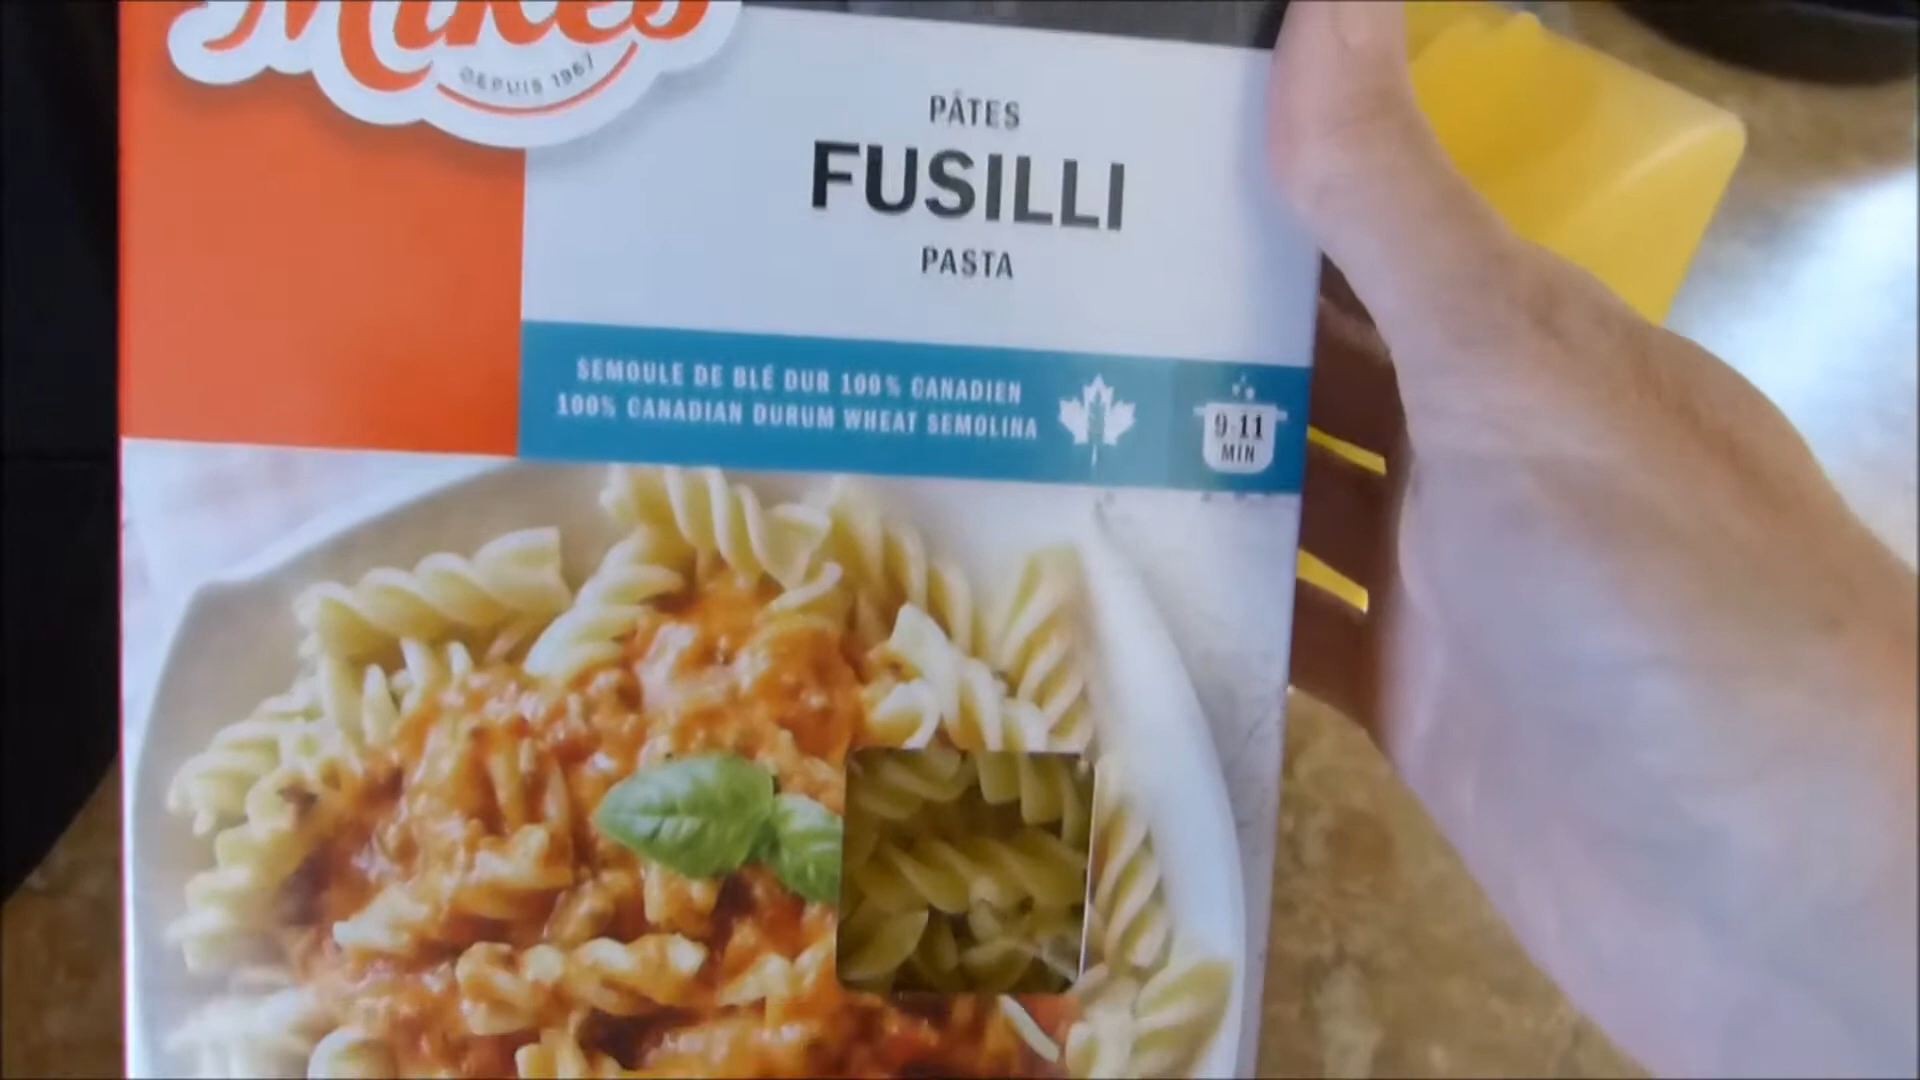 Mikes
DEPUIS 1967
PÂTES
FUSILLI
PASTA
SEMOULE DE BLÉ DUR 100% CANADIEN
100% CANADIAN DURUM WHEAT SEMOLINA
9-11
MIN